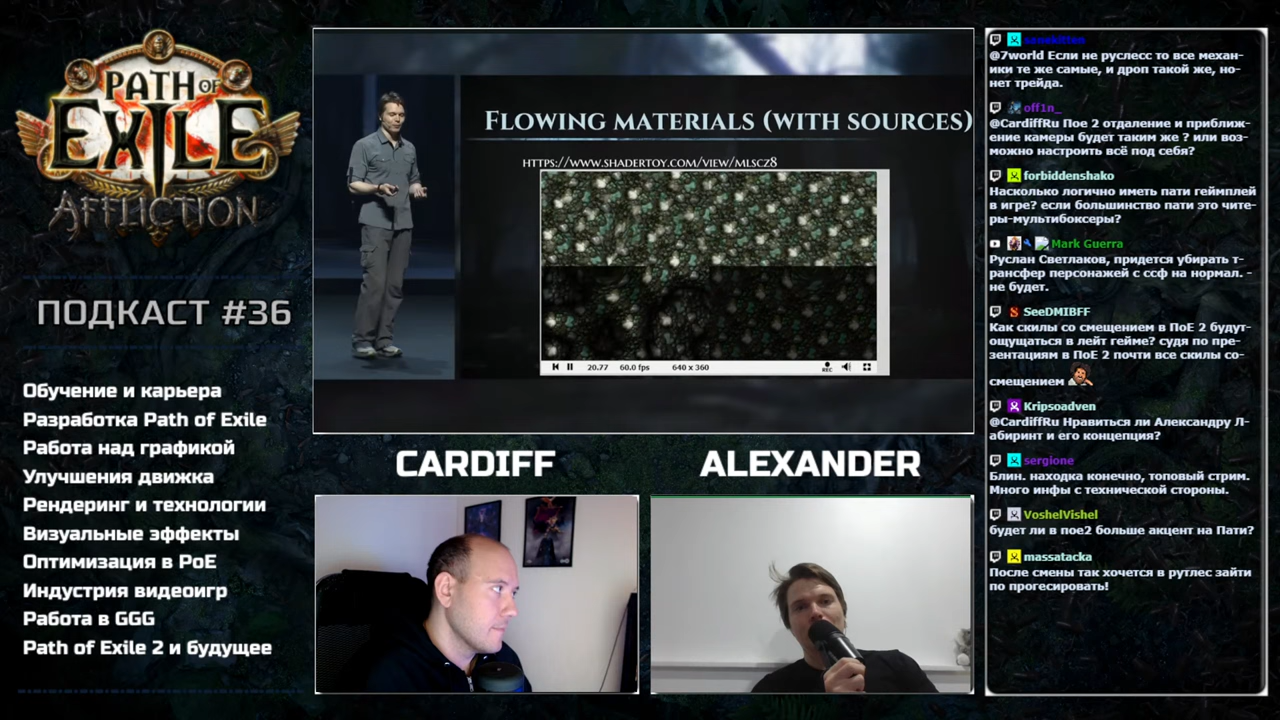 PATH OF
EXILE
AFFLICTION
ПОДКАСТ #36
Обучение и карьера
Разработка Path of Exile
Работа над графикой
Улучшения движка
Рендеринг и технологии
Визуальные эффекты
Оптимизация в PoE
Индустрия видеоигр
Работа в GGG
Path of Exile 2 и будущее
FLOWING MATERIALS (WITH SOURCES)
HTTPS://WWW.SHADERTOY.COM/VIEW/MLSCZ8
20.77 60.0 fps 640 x 360
REC
CARDIFF
ALEXANDER
@7world Если не руслесс то все механ-
ики те же самые, и дроп такой же, но-
нет трейда.
off1n_
@CardiffRu Пое 2 отдаление и приближ-
ение камеры будет таким же ? или воз-
можно настроить всё под себя?
forbiddenshako
Насколько логично иметь пати геймплей
в игре? если большинство пати это чите-
ры-мультибоксеры?
Mark Guerra
Руслан Светлаков, придется убирать т-
рансфер персонажей с ссф на нормал. -
не будет.
SeeDMIBFF
Как скилы со смещением в ПоЕ 2 будут-
ощущаться в лейт гейме? судя по пре-
зентациям в ПоЕ 2 почти все скилы со-
смещением
Kripsoadven
@CardiffRu Нравиться ли Александру Л-
абиринт и его концепция?
sergione
Блин. находка конечно, топовый стрим.
Много инфы с технической стороны.
VoshelVishel
будет ли в пое2 больше акцент на Пати?
massatacka
После смены так хочется в рутлес зайти
по прогесировать!